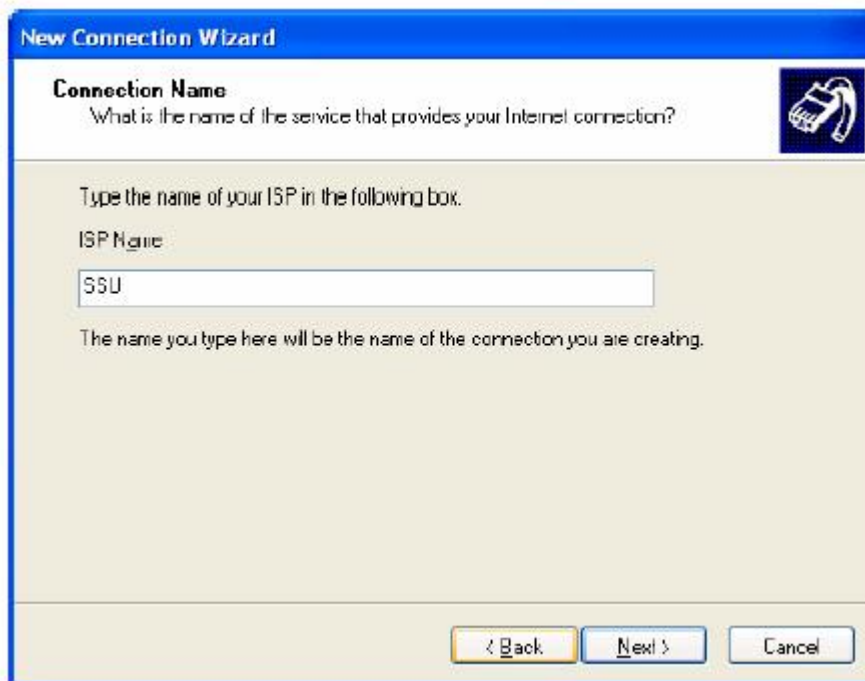 New Connection Wizard
Connection Name
What is the name of the service that provides your Internet connection?
Type the name of your ISP in the following box.
ISP Name
SSU
The name you type here will be the name of the connection you are creating.
< Back
Next >
Cancel